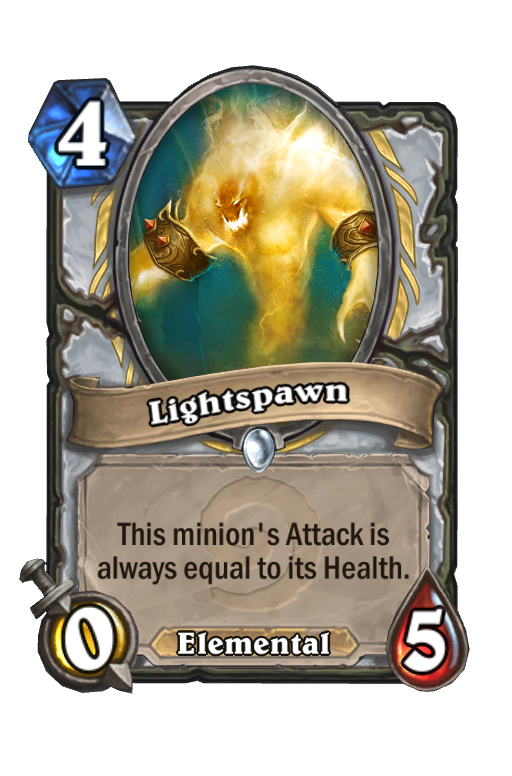 4
Lightspawn
This minion's Attack is
always equal to its Health.
0
Elemental
5